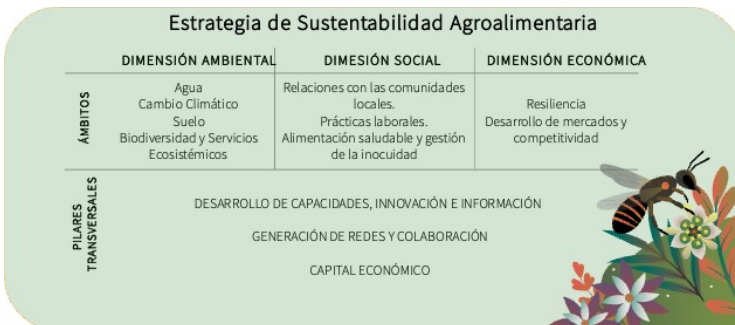 Estrategia de Sustentabilidad Agroalimentaria
DIMENSIÓN AMBIENTAL
DIMESIÓN SOCIAL
DIMENSIÓN ECONÓMICA
ÁMBITOS
Agua
Cambio Climático
Suelo
Biodiversidad y Servicios
Ecosistémicos
Relaciones con las comunidades
locales.
Prácticas laborales.
Alimentación saludable y gestión
de la inocuidad
Resiliencia
Desarrollo de mercados y
competitividad
PILARES
TRANSVERSALES
DESARROLLO DE CAPACIDADES, INNOVACIÓN E INFORMACIÓN
GENERACIÓN DE REDES Y COLABORACIÓN
CAPITAL ECONÓMICO